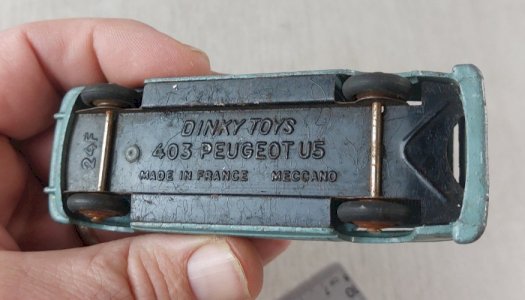 DINKY TOYS
403 PEUGEOT U5
MADE IN FRANCE MECCANO
24F